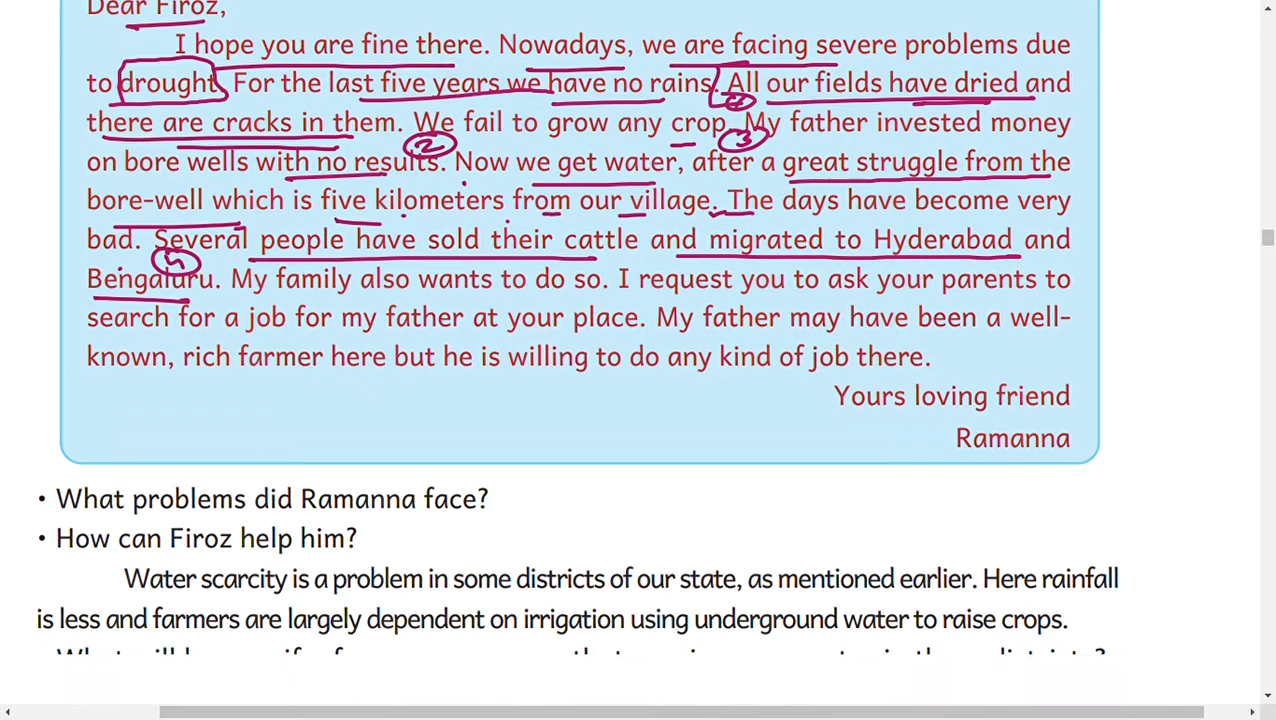 Dear Firoz,
I hope you are fine there. Nowadays, we are facing severe problems due
to drought. For the last five years we have no rains. All our fields have dried and
there are cracks in them. We fail to grow any crop. My father invested money
on bore wells with no results. Now we get water, after a great struggle from the
bore-well which is five kilometers from our village. The days have become very
bad. Several people have sold their cattle and migrated to Hyderabad and
Bengaluru. My family also wants to do so. I request you to ask your parents to
search for a job for my father at your place. My father may have been a well-
known, rich farmer here but he is willing to do any kind of job there.
Yours loving friend
Ramanna
• What problems did Ramanna face?
• How can Firoz help him?
Water scarcity is a problem in some districts of our state, as mentioned earlier. Here rainfall
is less and farmers are largely dependent on irrigation using underground water to raise crops.